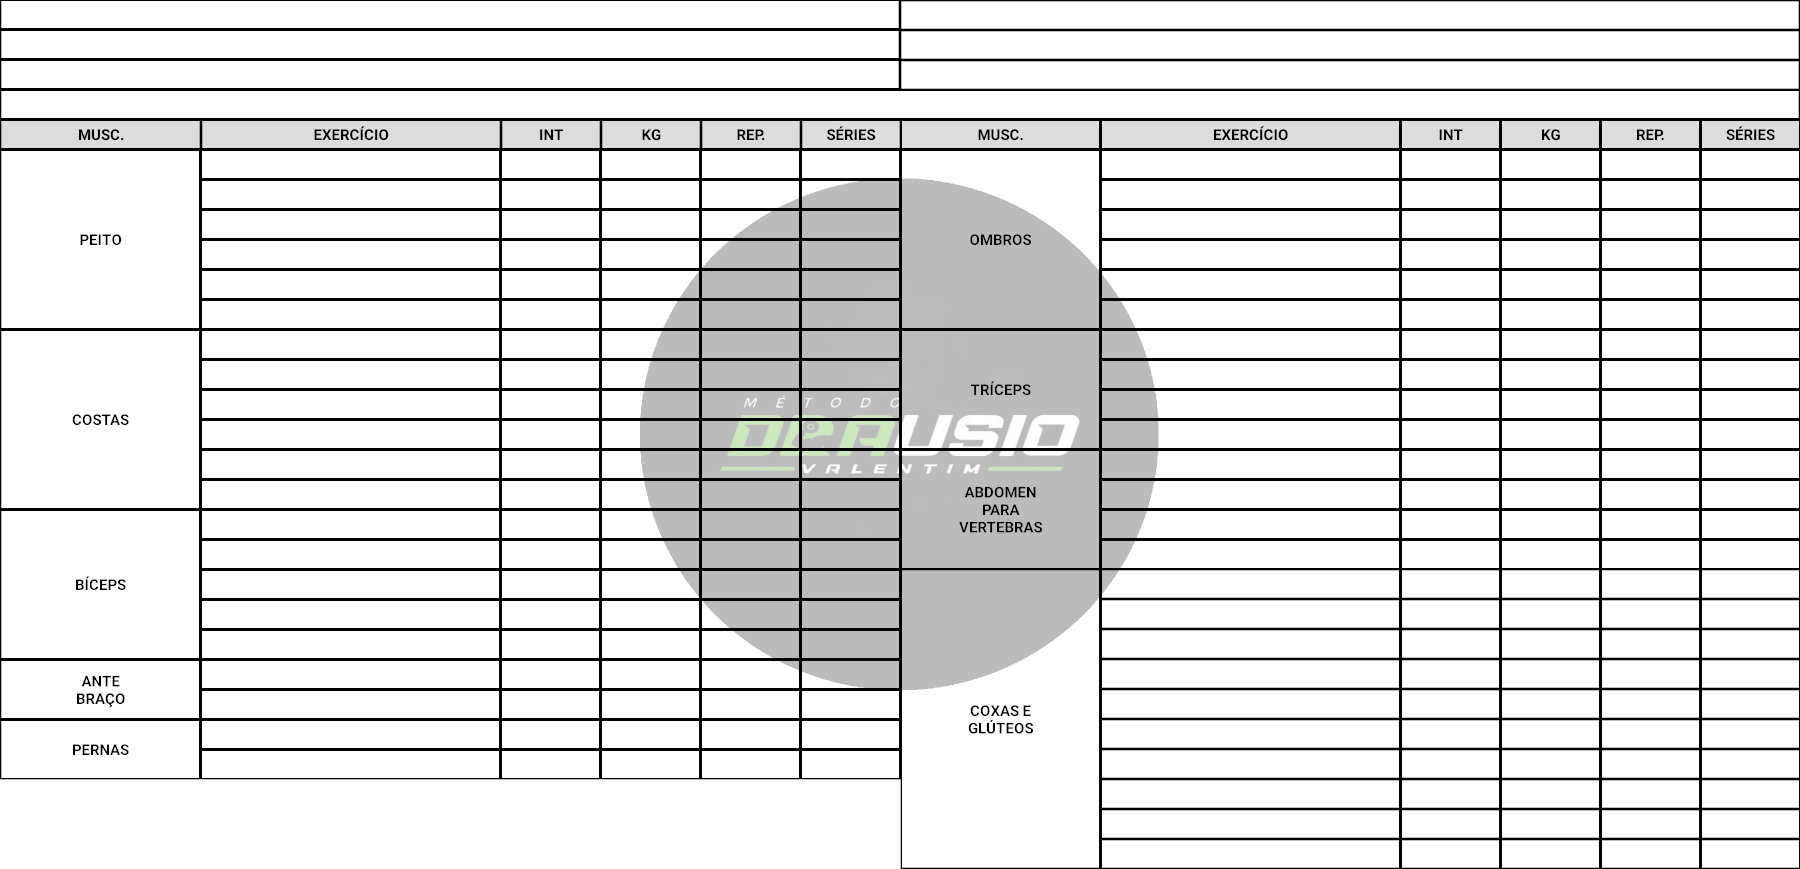 MUSC. EXERCÍCIO INT KG REP. SÉRIES MUSC. EXERCÍCIO INT KG REP. SÉRIES
PEITO
OMBROS
COSTAS
TRÍCEPS
MÉTODO
DEAUSIO
VALENTIM
ABDOMEN
PARA
VERTEBRAS
BÍCEPS
ANTE
BRAÇO
COXAS E
GLÚTEOS
PERNAS